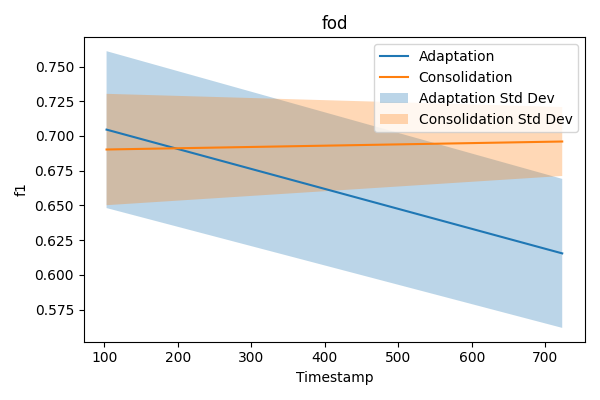 fod
Adaptation
Consolidation
Adaptation Std Dev
Consolidation Std Dev
f1
0.750
0.725
0.700
0.675
0.650
0.625
0.600
0.575
100 200 300 400 500 600 700
Timestamp